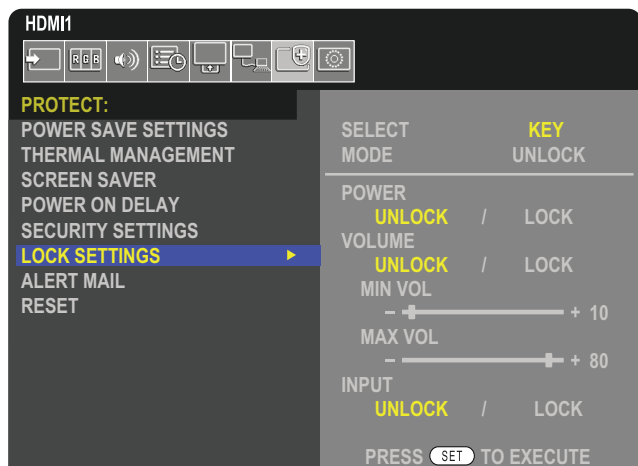 HDMI1
RGB
PROTECT:
POWER SAVE SETTINGS
THERMAL MANAGEMENT
SCREEN SAVER
POWER ON DELAY
SECURITY SETTINGS
LOCK SETTINGS
ALERT MAIL
RESET
SELECT KEY
MODE UNLOCK
POWER
UNLOCK / LOCK
VOLUME
UNLOCK / LOCK
MIN VOL
- + 10
MAX VOL
- + 80
INPUT
UNLOCK / LOCK
PRESS SET TO EXECUTE